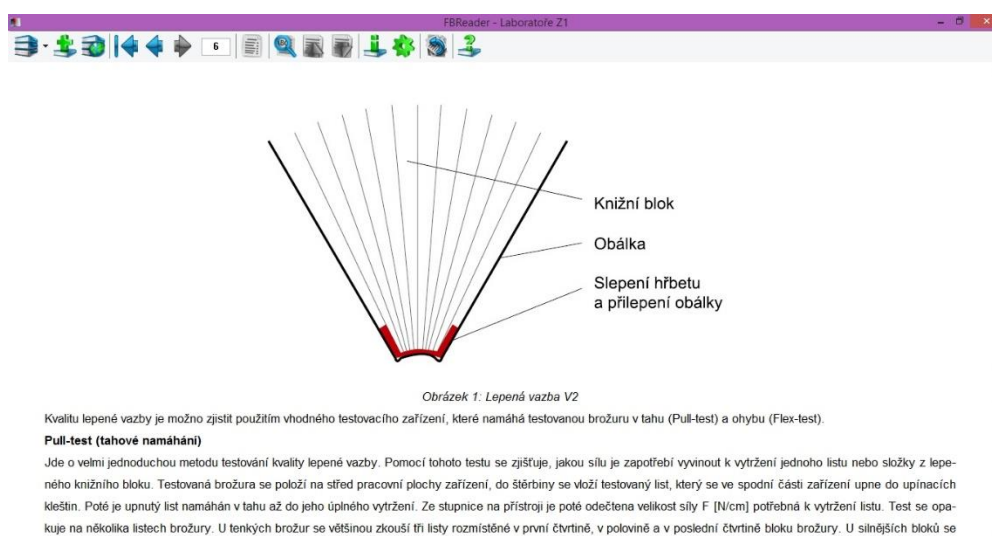 FBReader - Laboratoře Z1
6
Knižní blok
Obálka
Slepení hřbetu
a přilepení obálky
Obrázek 1: Lepená vazba V2
Kvalitu lepené vazby je možno zjistit použitím vhodného testovacího zařízení, které namáhá testovanou brožuru v tahu (Pull-test) a ohybu (Flex-test).
Pull-test (tahové namáhání)
Jde o velmi jednoduchou metodu testování kvality lepené vazby. Pomocí tohoto testu se zjišťuje, jakou sílu je zapotřebí vyvinout k vytržení jednoho listu nebo složky z lepe-
ného knižního bloku. Testovaná brožura se položí na střed pracovní plochy zařízení, do štěrbiny se vloží testovaný list, který se ve spodní části zařízení upne do upínacích
kleštin. Poté je upnutý list namáhán v tahu až do jeho úplného vytržení. Ze stupnice na přístroji je poté odečtena velikost síly F [N/cm] potřebná k vytržení listu. Test se opa-
kuje na několika listech brožury. U tenkých brožur se většinou zkouší tři listy rozmístěné v první čtvrtině, v polovině a v poslední čtvrtině bloku brožury. U silnějších bloků se